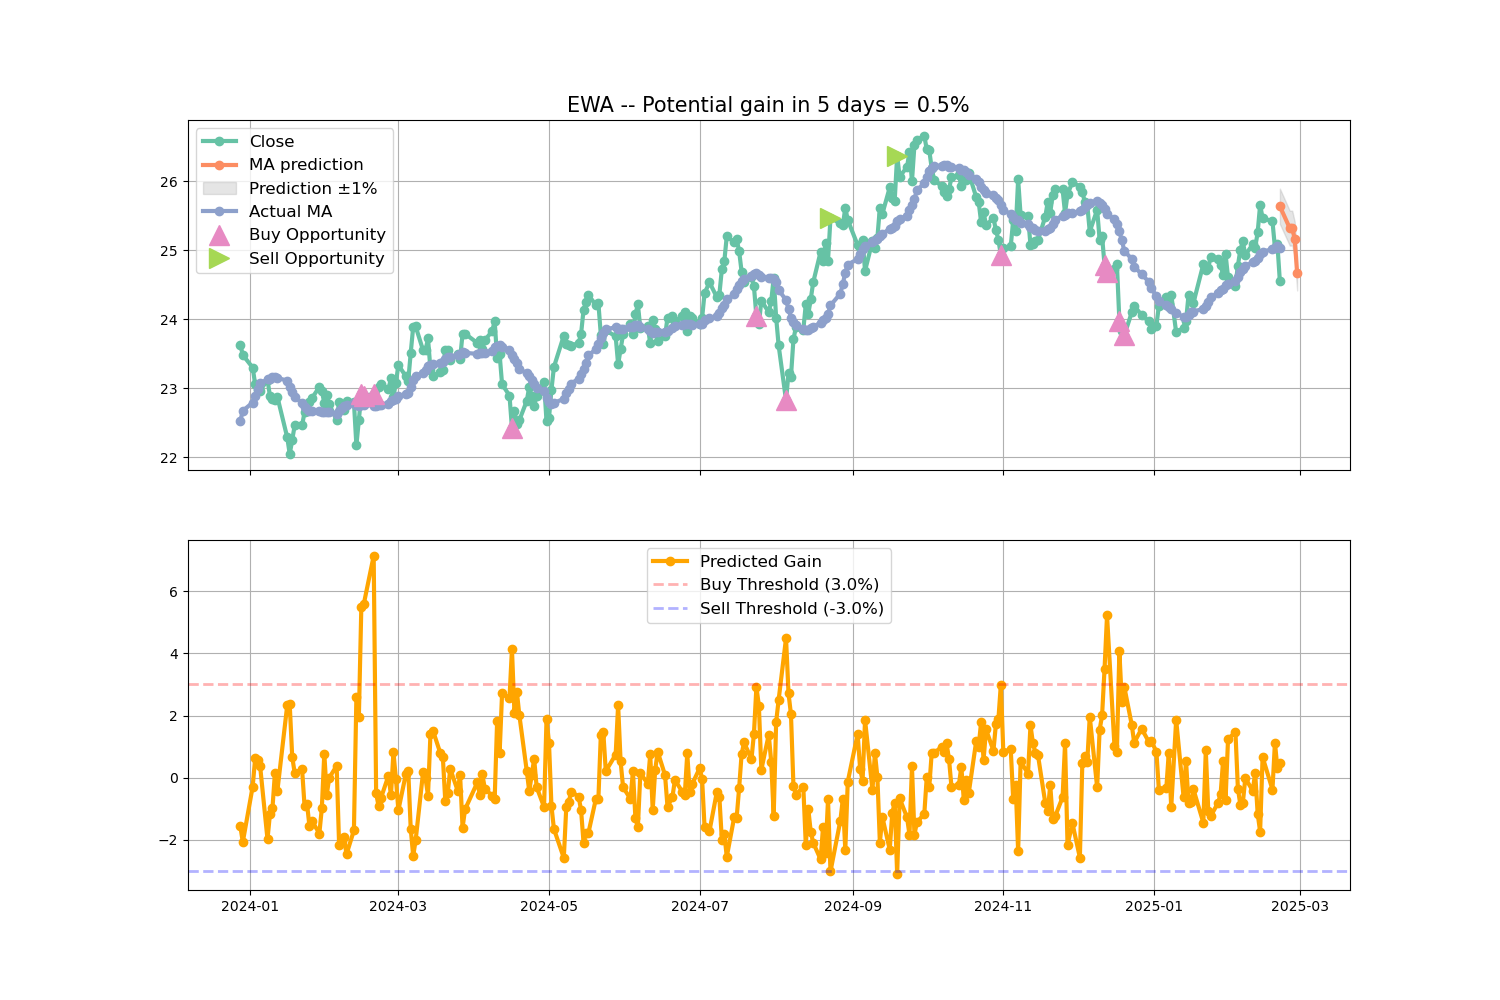 EWA -- Potential gain in 5 days = 0.5%
Close
MA prediction
Prediction ±1%
Actual MA
Buy Opportunity
Sell Opportunity
26
25
24
23
22
Predicted Gain
Buy Threshold (3.0%)
Sell Threshold (-3.0%)
6
4
2
0
−2
2024-01
2024-03
2024-05
2024-07
2024-09
2024-11
2025-01
2025-03